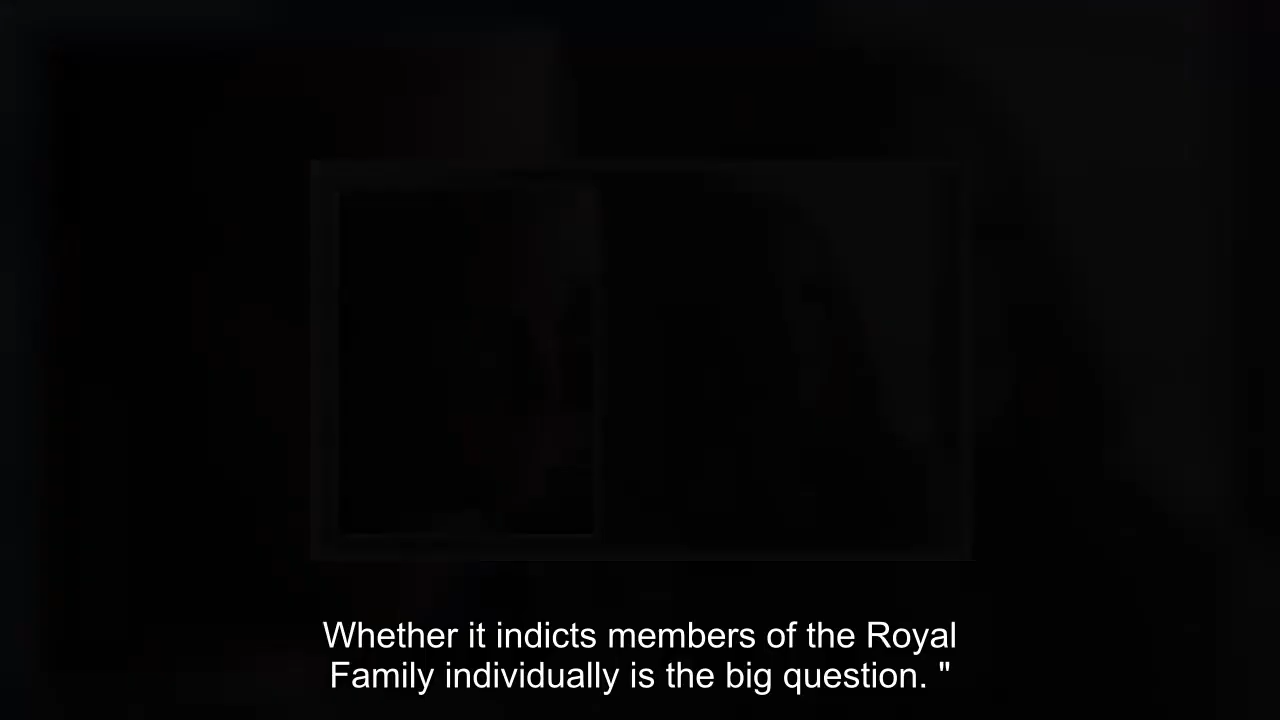 Whether it indicts members of the Royal
Family individually is the big question. "